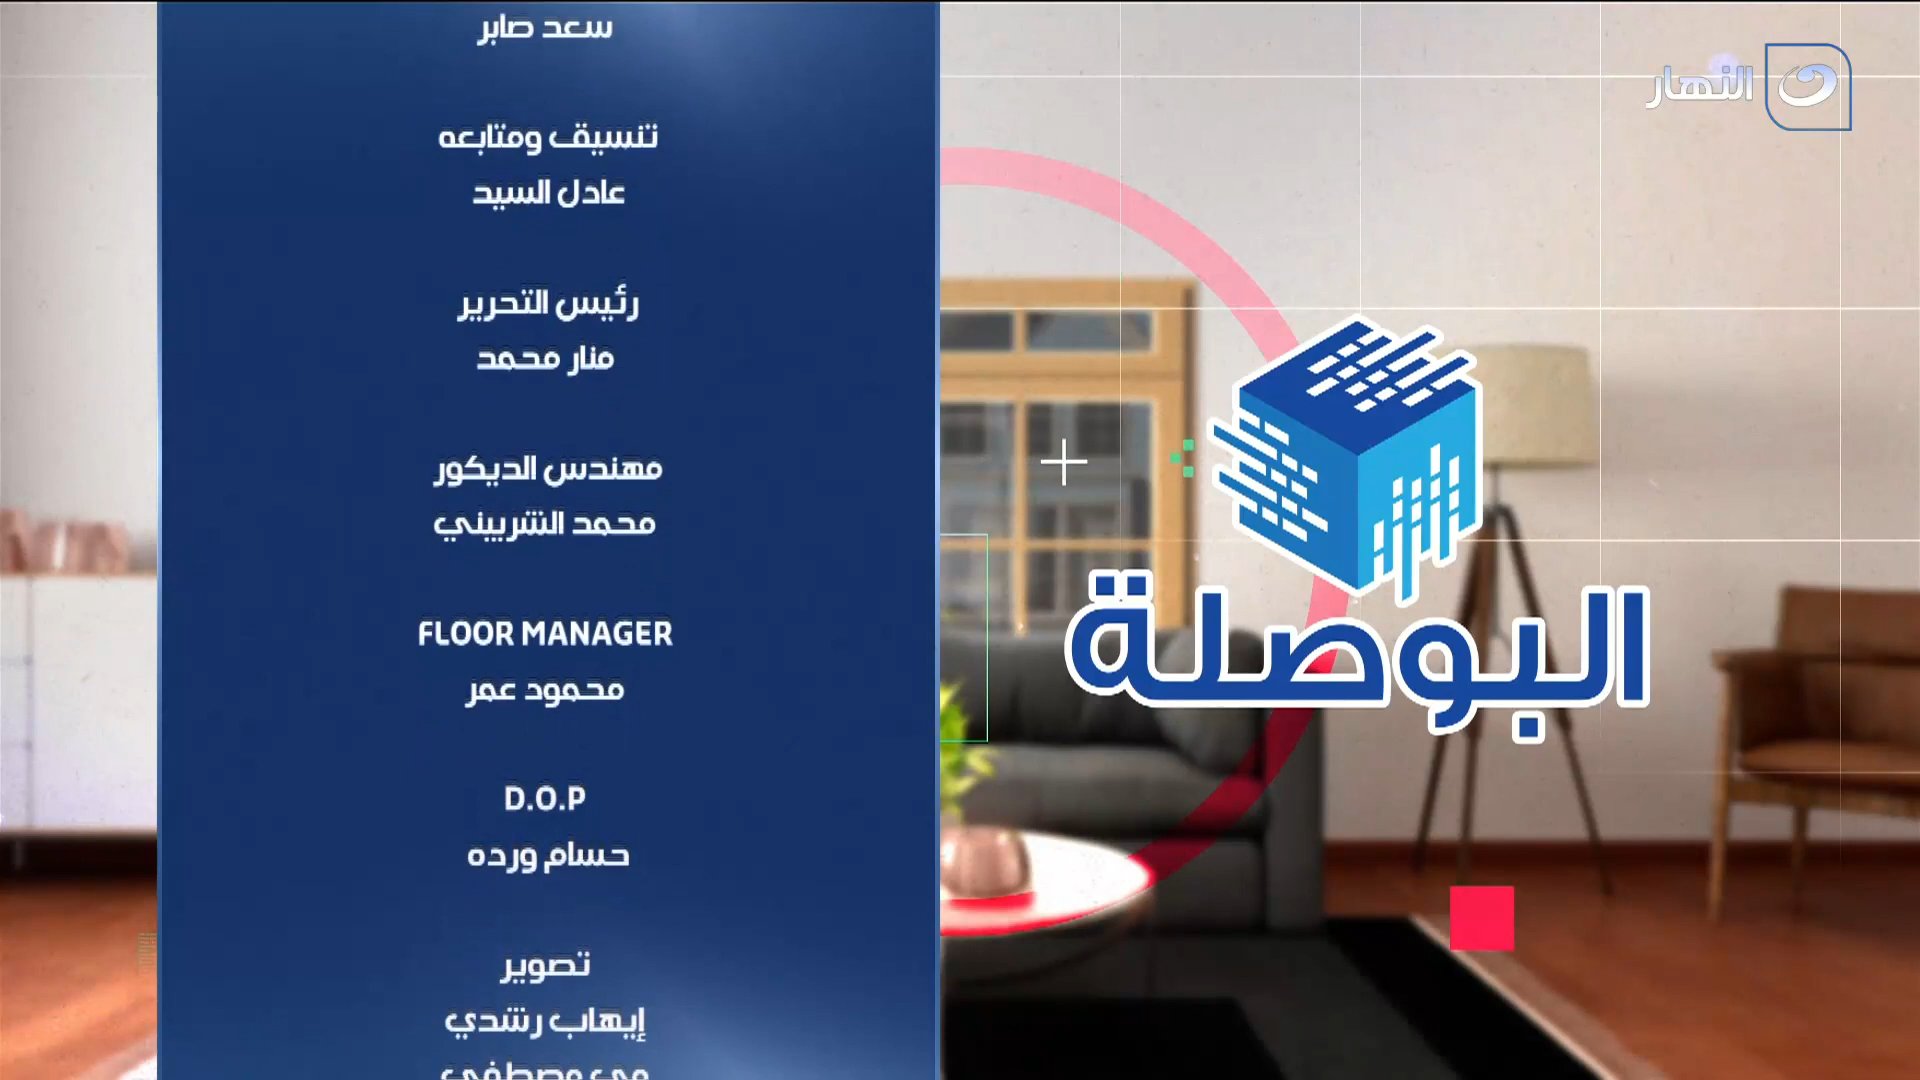 النهار
سعد صابر
تنسيق ومتابعه
عادل السيد
رئيس التحرير
منار محمد
مهندس الديكور
محمد الشربيني
FLOOR MANAGER
محمود عمر
D.O.P
حسام ورده
تصوير
إيهاب رشدي
البوصلة